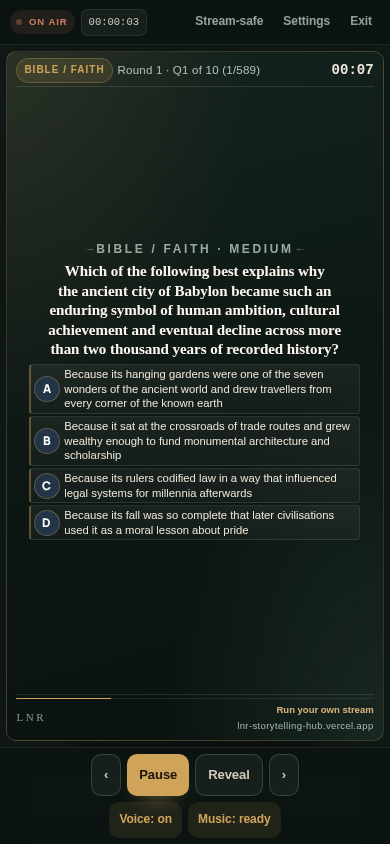 ON AIR 00:00:03 Stream-safe Settings Exit
BIBLE / FAITH Round 1 · Q1 of 10 (1/589) 00:07
BIBLE / FAITH · MEDIUM
Which of the following best explains why
the ancient city of Babylon became such an
enduring symbol of human ambition, cultural
achievement and eventual decline across more
than two thousand years of recorded history?
A Because its hanging gardens were one of the seven
wonders of the ancient world and drew travellers from
every corner of the known earth
B Because it sat at the crossroads of trade routes and grew
wealthy enough to fund monumental architecture and
scholarship
C Because its rulers codified law in a way that influenced
legal systems for millennia afterwards
D Because its fall was so complete that later civilisations
used it as a moral lesson about pride
Run your own stream
LNR
lnr-storytelling-hub.vercel.app
‹ Pause Reveal ›
Voice: on Music: ready